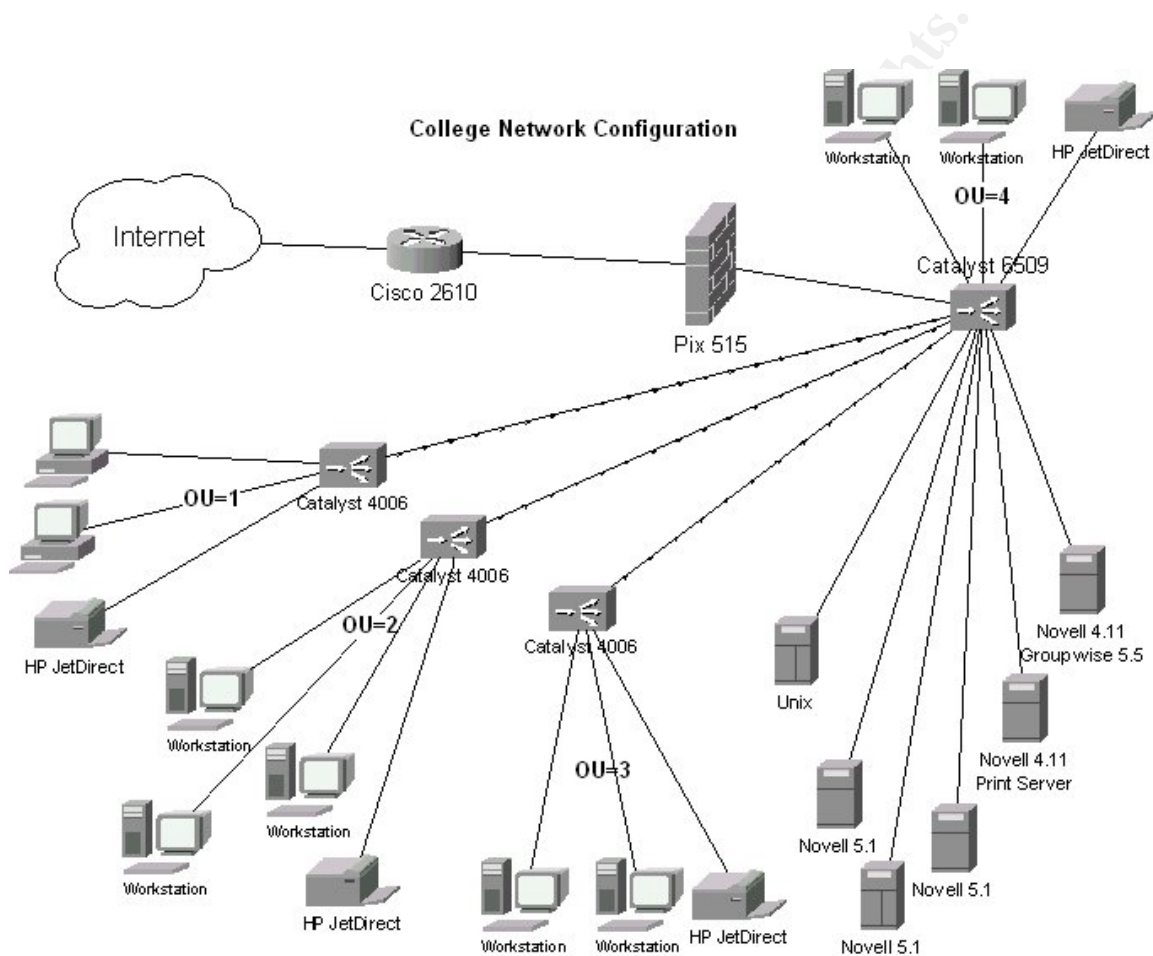 College Network Configuration
Workstation
Workstation
HP JetDirect
OU=4
Internet
Cisco 2610
Pix 515
Catalyst 6509
OU=1
Catalyst 4006
HP JetDirect
Catalyst 4006
OU=2
Workstation
Workstation
Workstation
HP JetDirect
Catalyst 4006
OU=3
Workstation
Workstation
HP JetDirect
Unix
Novell 5.1
Novell 5.1
Novell 5.1
Novell 4.11
Print Server
Novell 4.11
Groupwise 5.5